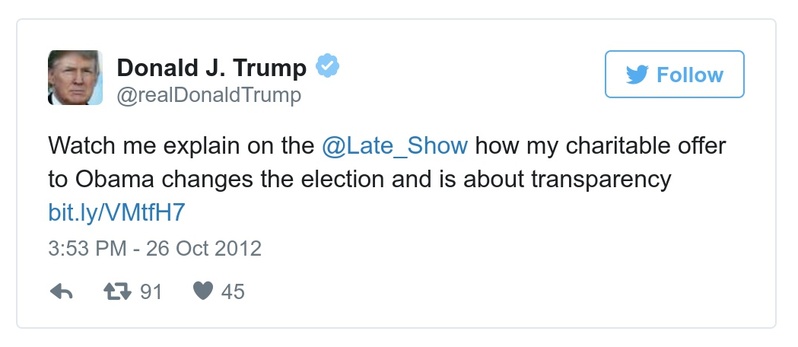 Donald J. Trump
@realDonaldTrump
Follow
Watch me explain on the @Late_Show how my charitable offer
to Obama changes the election and is about transparency
bit.ly/VMtfH7
3:53 PM - 26 Oct 2012
91 45